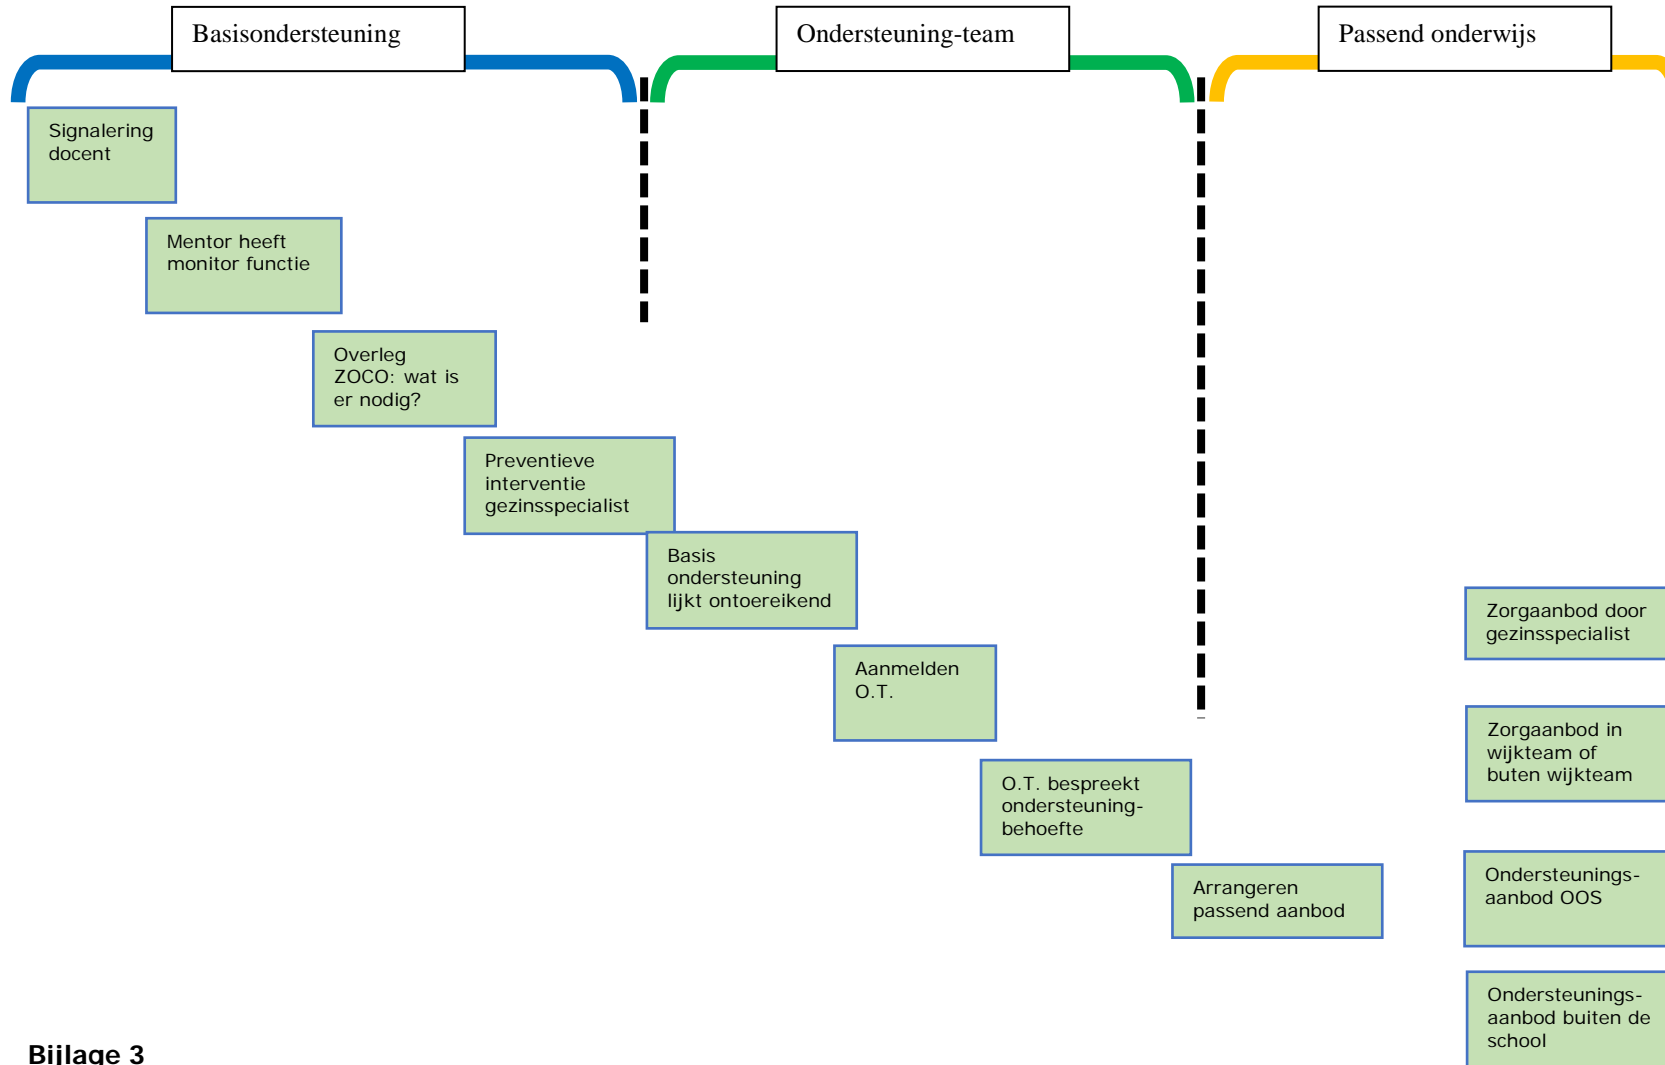 Basisondersteuning
Ondersteuning-team
Passend onderwijs
Signalering
docent
Mentor heeft
monitor functie
Overleg
ZOCO: wat is
er nodig?
Preventieve
interventie
gezinsspecialist
Basis
ondersteuning
lijkt ontoereikend
Aanmelden
O.T.
O.T. bespreekt
ondersteuning-
behoefte
Arrangeren
passend aanbod
Zorgaanbod door
gezinsspecialist
Zorgaanbod in
wijkteam of
buten wijkteam
Ondersteunings-
aanbod OOS
Ondersteunings-
aanbod buiten de
school
Bijlage 3